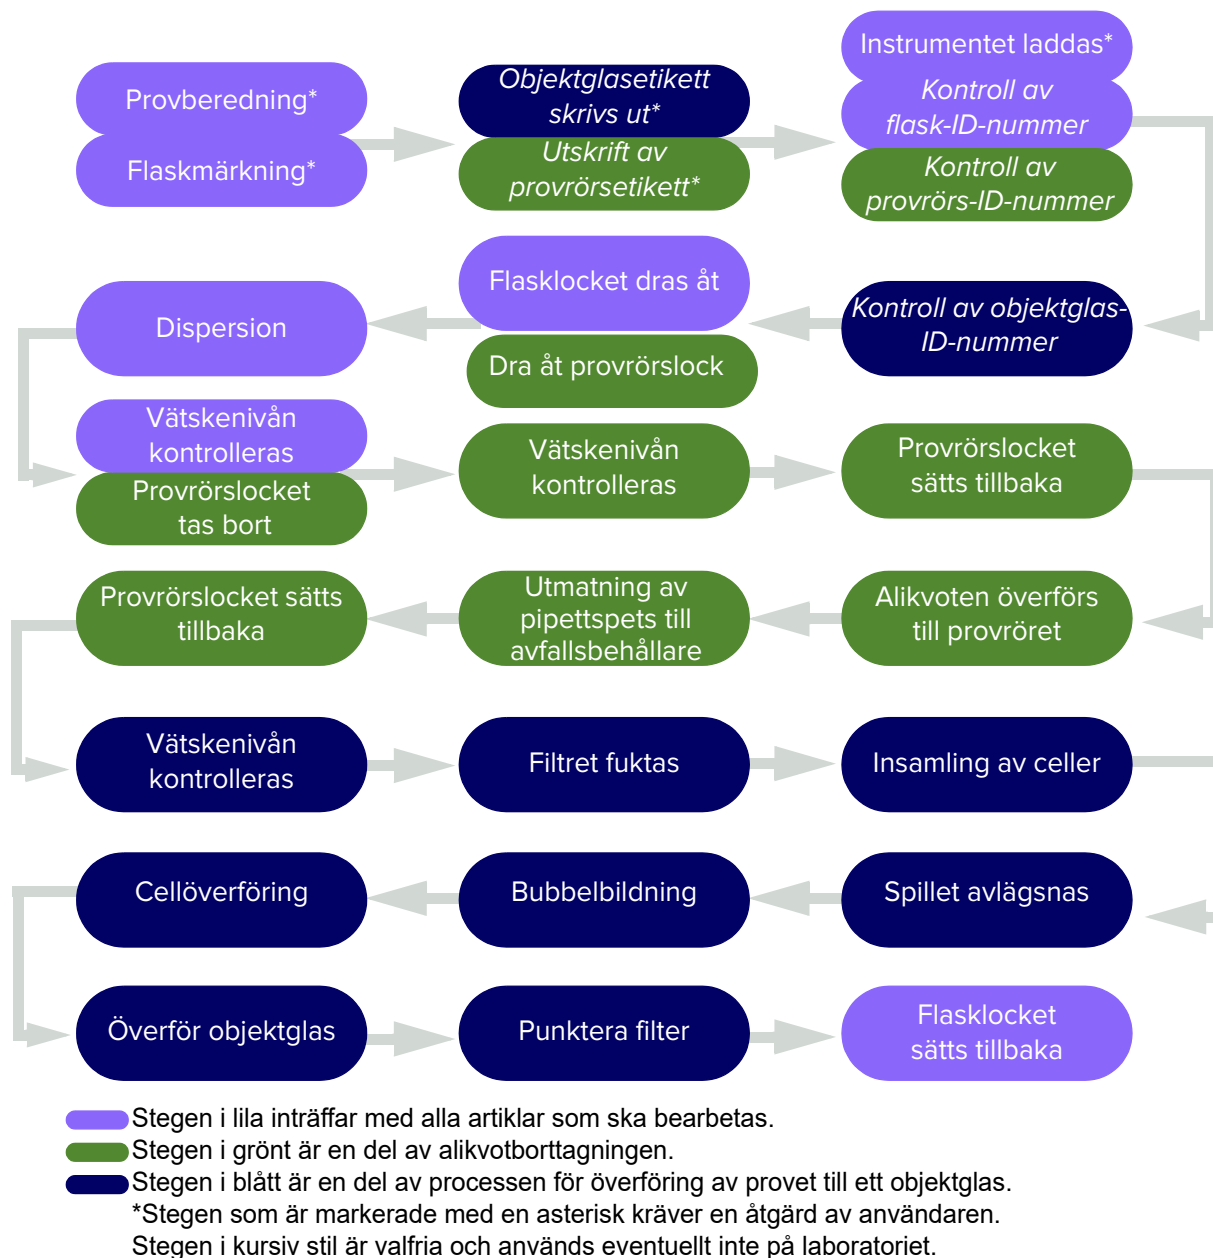 Provberedning*
Flaskmärkning*
Objektglasetikett
skrivs ut*
Utskrift av
provrörsetikett*
Instrumentet laddas*
Kontroll av
flask-ID-nummer
Kontroll av
provrörs-ID-nummer
Kontroll av objektglas-
ID-nummer
Flasklocket dras åt
Dra åt provrörslock
Dispersion
Vätskenivån
kontrolleras
Provrörslocket
tas bort
Vätskenivån
kontrolleras
Provrörslocket
sätts tillbaka
Alikvoten överförs
till provröret
Utmatning av
pipettspets till
avfallsbehållare
Provrörslocket sätts
tillbaka
Vätskenivån
kontrolleras
Filtret fuktas
Insamling av celler
Spillet avlägsnas
Bubbelbildning
Cellöverföring
Överför objektglas
Punktera filter
Flasklocket
sätts tillbaka
Stegen i lila inträffar med alla artiklar som ska bearbetas.
Stegen i grönt är en del av alikvotborttagningen.
Stegen i blått är en del av processen för överföring av provet till ett objektglas.
*Stegen som är markerade med en asterisk kräver en åtgärd av användaren.
Stegen i kursiv stil är valfria och används eventuellt inte på laboratoriet.